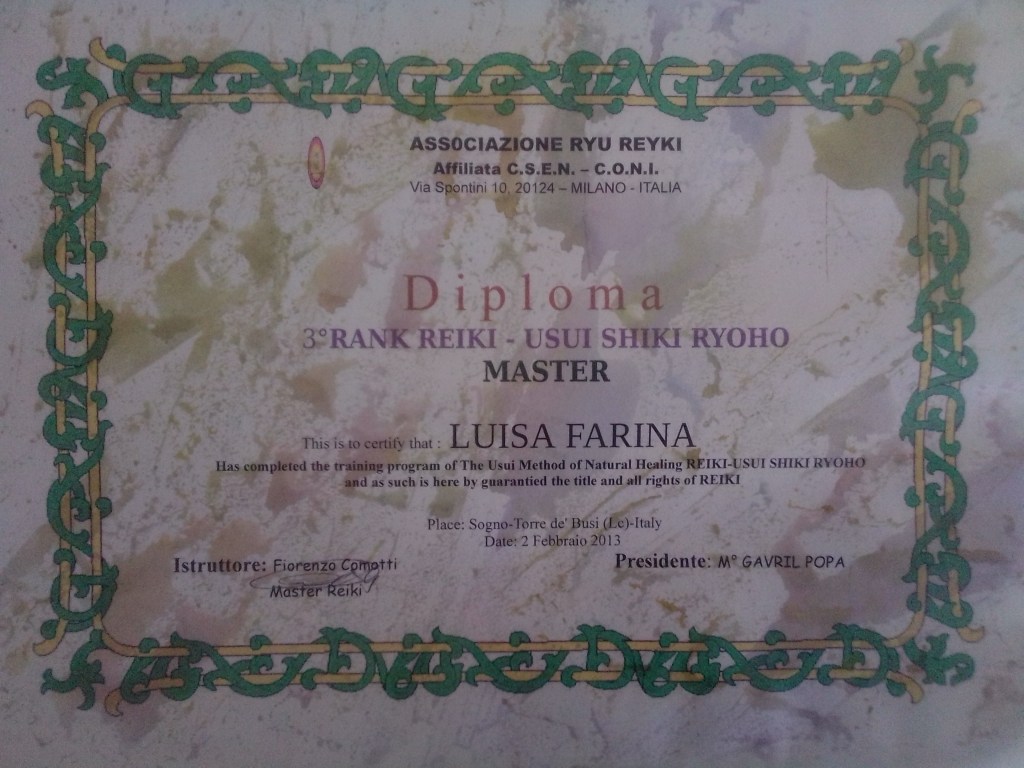 ASS0CIAZIONE RYU REYKI
Affiliata C.S.E.N. – C.O.N.I.
Via Spontini 10, 20124 – MILANO - ITALIA
Diploma
3°RANK REIKI - USUI SHIKI RYOHO
MASTER
This is to certify that : LUISA FARINA
Has completed the training program of The Usui Method of Natural Healing REIKI-USUI SHIKI RYOHO
and as such is here by guarantied the title and all rights of REIKI
Place: Sogno-Torre de' Busi (Lc)-Italy
Date: 2 Febbraio 2013
Istruttore: Fiorenzo Comotti
Master Reiki
Presidente: M° GAVRIL POPA